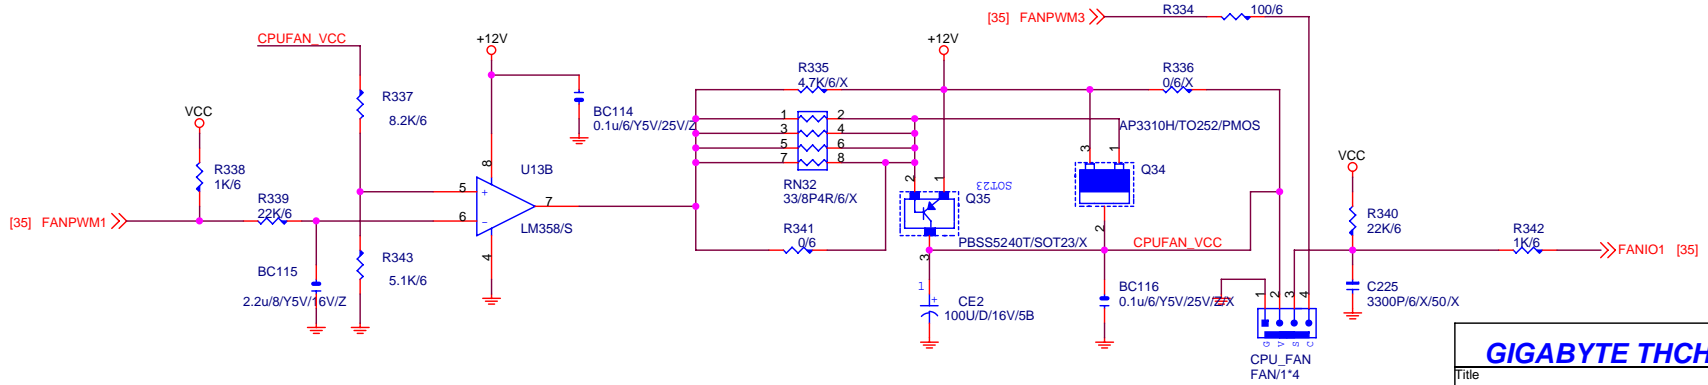 [35] FANPWM3
R334
100/6
CPUFAN_VCC
+12V
+12V
R335
4.7K/6/X
R336
0/6/X
R337
8.2K/6
BC114
0.1u/6/Y5V/25V/Z
1
2
3
4
5
6
7
8
AP3310H/TO252/PMOS
VCC
3
1
Q34
VCC
R338
1K/6
8
U13B
RN32
33/8P4R/6/X
2
1
SOT23
Q35
R339
22K/6
5
+
6
-
7
LM358/S
[35] FANPWM1
R341
0/6
PBSS5240T/SOT23/X
2
CPUFAN_VCC
R340
22K/6
R342
1K/6
FANIO1 [35]
4
3
BC115
2.2u/8/Y5V/16V/Z
R343
5.1K/6
1
+
CE2
100U/D/16V/5B
BC116
0.1u/6/Y5V/25V/Z/X
1
2
3
4
C225
3300P/6/X/50/X
G
V
S
C
CPU_FAN
FAN/1*4
GIGABYTE THCH
Title